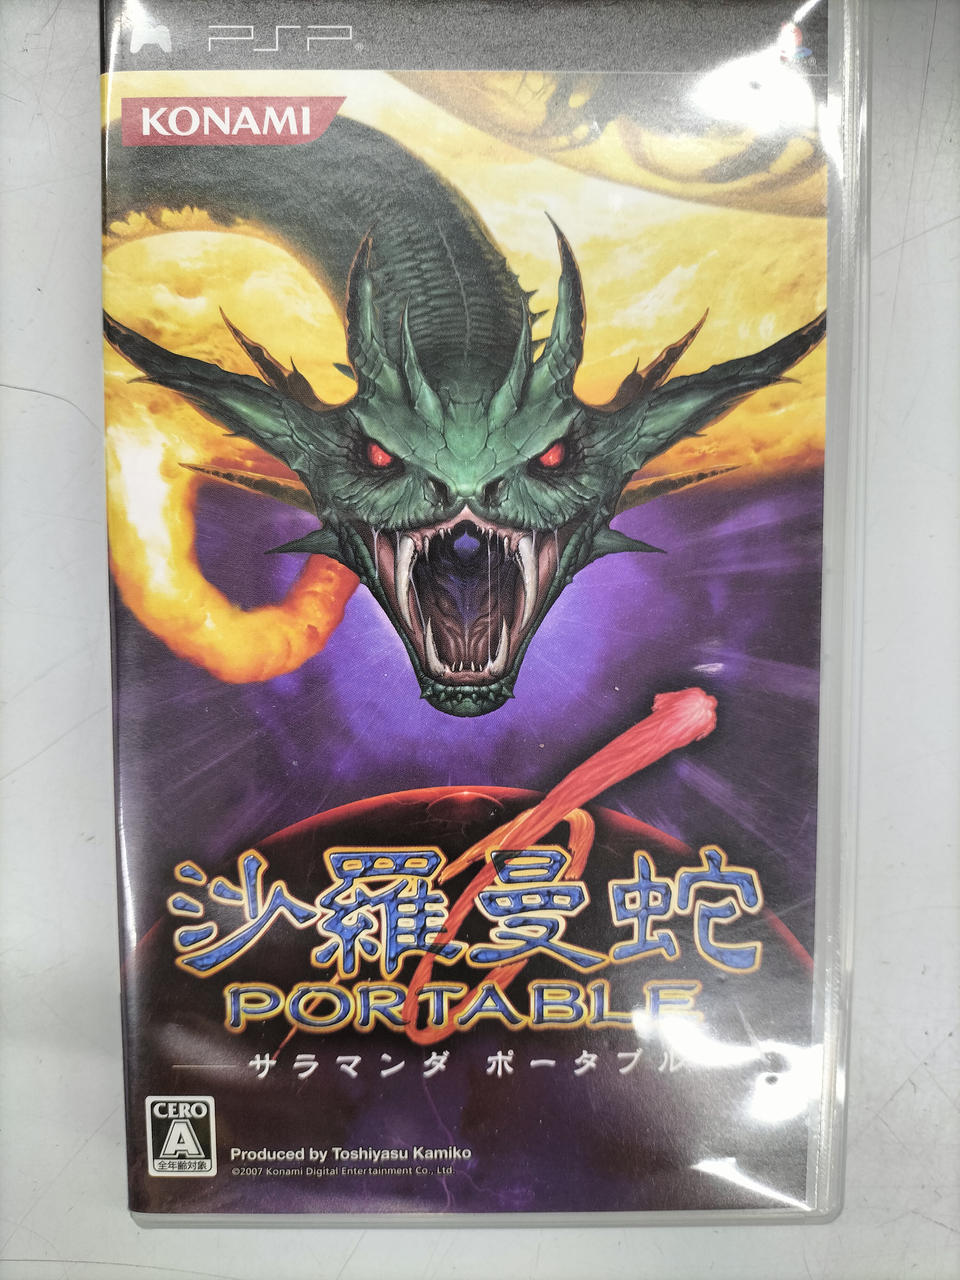 PSP®
KONAMI
沙羅曼蛇
PORTABLE
サラマンダ ポータブル
CERO
A
全年齢対象
Produced by Toshiyasu Kamiko
©2007 Konami Digital Entertainment Co., Ltd.